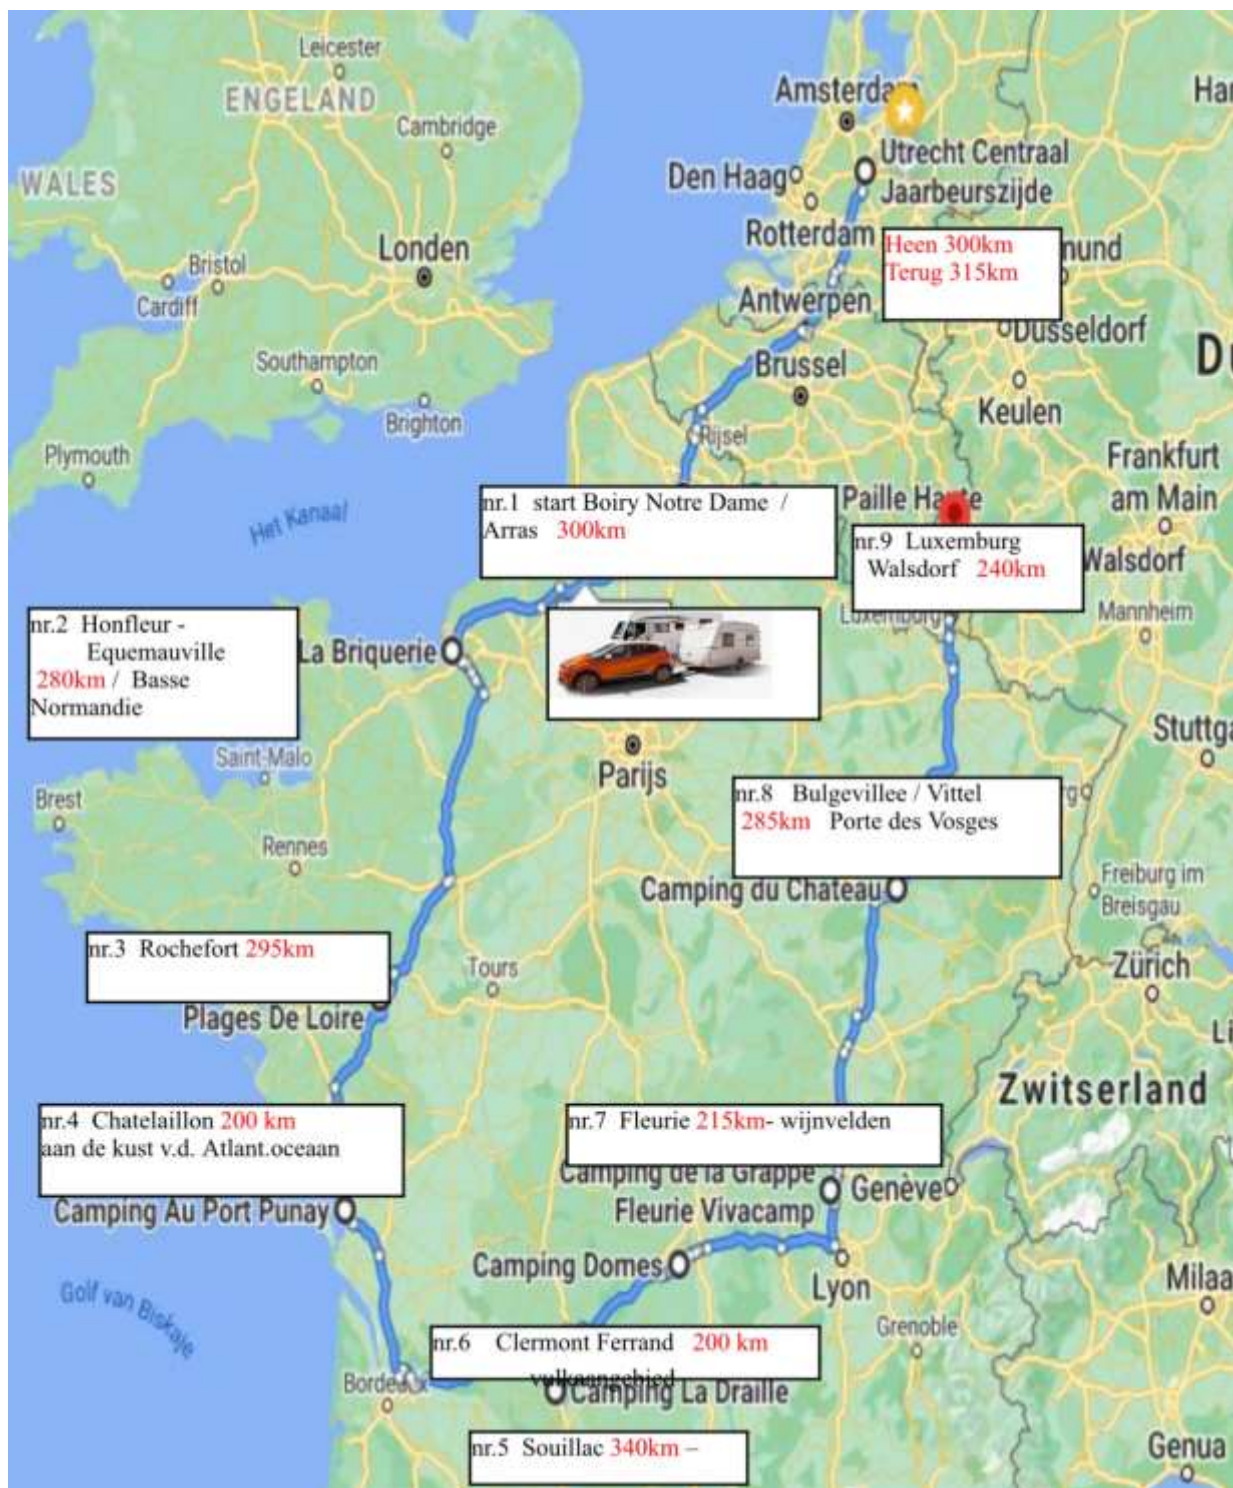 Leicester
ENGELAND
Cambridge
WALES
Londen
Bristol
Cardiff
Southampton
Brighton
Plymouth
Het Kanaal
Amsterdam
Utrecht Centraal
Jaarbeurszijde
Den Haag
Rotterdam
Heen 300km
Terug 315km
mund
Antwerpen
Düsseldorf
Brussel
Keulen
Rijsel
Frankfurt
am Main
Paille Haute
nr.1 start Boiry Notre Dame /
Arras 300km
nr.9 Luxemburg
Walsdorf 240km
Walsdorf
Luxemburg
Mannheim
nr.2 Honfleur -
Equemauville
280km / Basse
Normandie
La Briquerie
Saint-Malo
Parijs
Brest
Rennes
nr.8 Bulgevillee / Vittel
285km Porte des Vosges
Camping du Chateau
Freiburg im
Breisgau
nr.3 Rochefort 295km
Tours
Zürich
Plages De Loire
Zwitserland
nr.4 Chatelaillon 200 km
aan de kust v.d. Atlant.oceaan
nr.7 Fleurie 215km- wijnvelden
Camping de la Grappe
Fleurie Vivacamp
Genève
Camping Au Port Punay
Camping Domes
Lyon
Golf van Biskaje
Grenoble
nr.6 Clermont Ferrand 200 km
vulkaangebied
Bordeaux
Camping La Draille
nr.5 Souillac 340km –
Genua